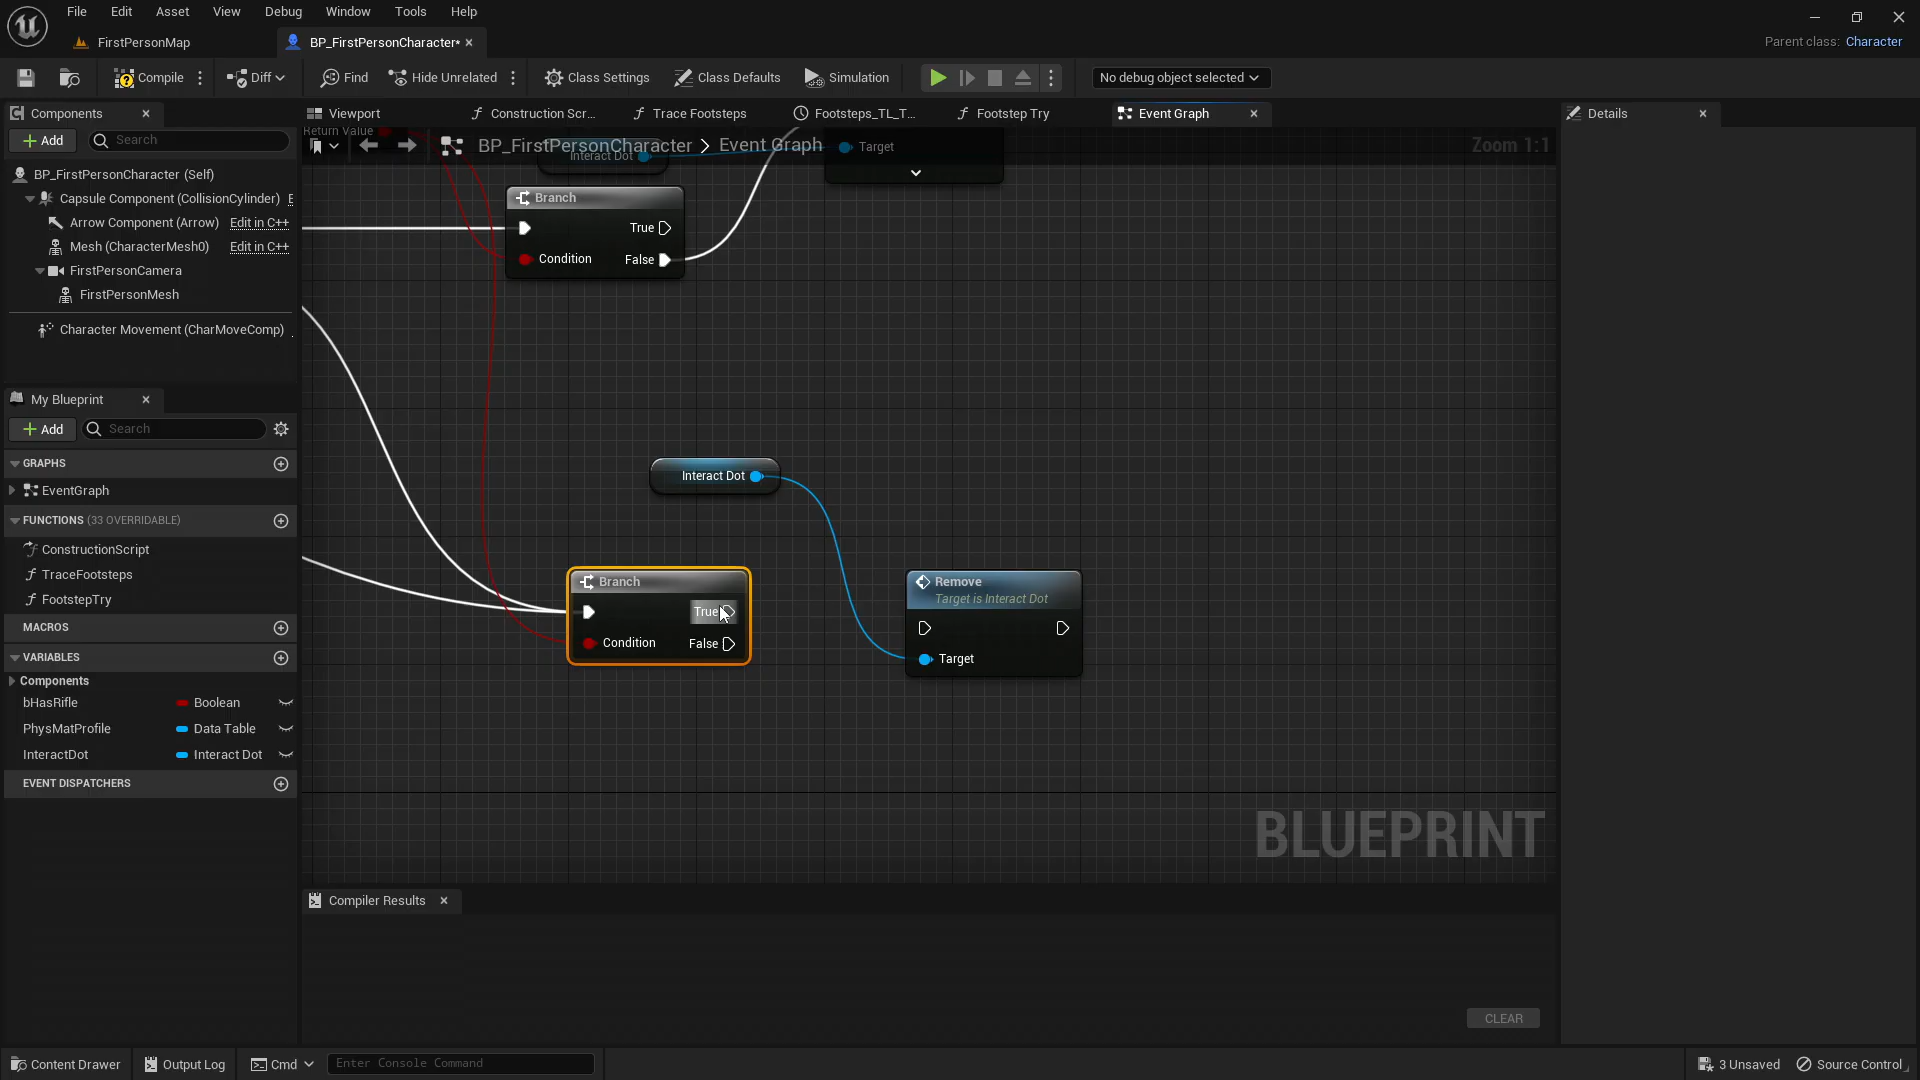 File Edit Asset View Debug Window Tools Help
FirstPersonMap
BP_FirstPersonCharacter*
Parent class: Character
Compile
Diff
Find
Hide Unrelated
Class Settings
Class Defaults
Simulation
No debug object selected
Components
Add
Search
BP_FirstPersonCharacter (Self)
Capsule Component (CollisionCylinder) E
Arrow Component (Arrow) Edit in C++
Mesh (CharacterMesh0) Edit in C++
FirstPersonCamera
FirstPersonMesh
Character Movement (CharMoveComp)
My Blueprint
Add
Search
GRAPHS
EventGraph
FUNCTIONS (33 OVERRIDABLE)
ConstructionScript
TraceFootsteps
FootstepTry
MACROS
VARIABLES
Components
bHasRifle Boolean
PhysMatProfile Data Table
InteractDot Interact Dot
EVENT DISPATCHERS
Viewport
Construction Scr...
Trace Footsteps
Footsteps_TL_T...
Footstep Try
Event Graph
Return Value
BP_FirstPersonCharacter > Event Graph
Zoom 1:1
Interact Dot
Target
Branch
True
Condition False
Interact Dot
Branch
True
Condition False
Remove
Target is Interact Dot
Target
BLUEPRINT
Compiler Results
CLEAR
Details
Content Drawer
Output Log
Cmd
Enter Console Command
3 Unsaved
Source Control